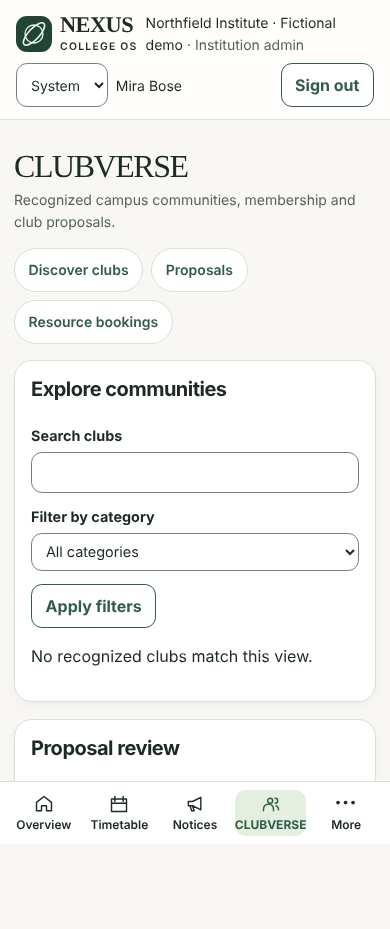 NEXUS
COLLEGE OS
Northfield Institute · Fictional
demo · Institution admin
System
Mira Bose
Sign out
CLUBVERSE
Recognized campus communities, membership and
club proposals.
Discover clubs
Proposals
Resource bookings
Explore communities
Search clubs
Filter by category
All categories
Apply filters
No recognized clubs match this view.
Proposal review
Overview
Timetable
Notices
CLUBVERSE
More